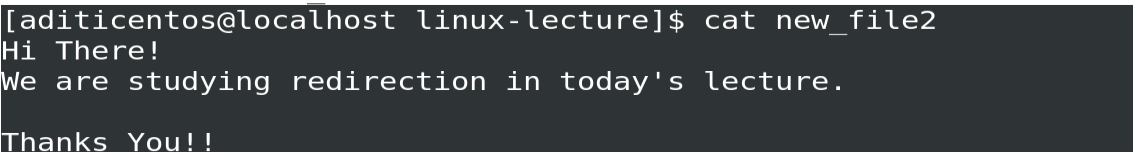 [aditicentos@localhost linux-lecture]$ cat new_file2
Hi There!
We are studying redirection in today's lecture.
Thanks You!!